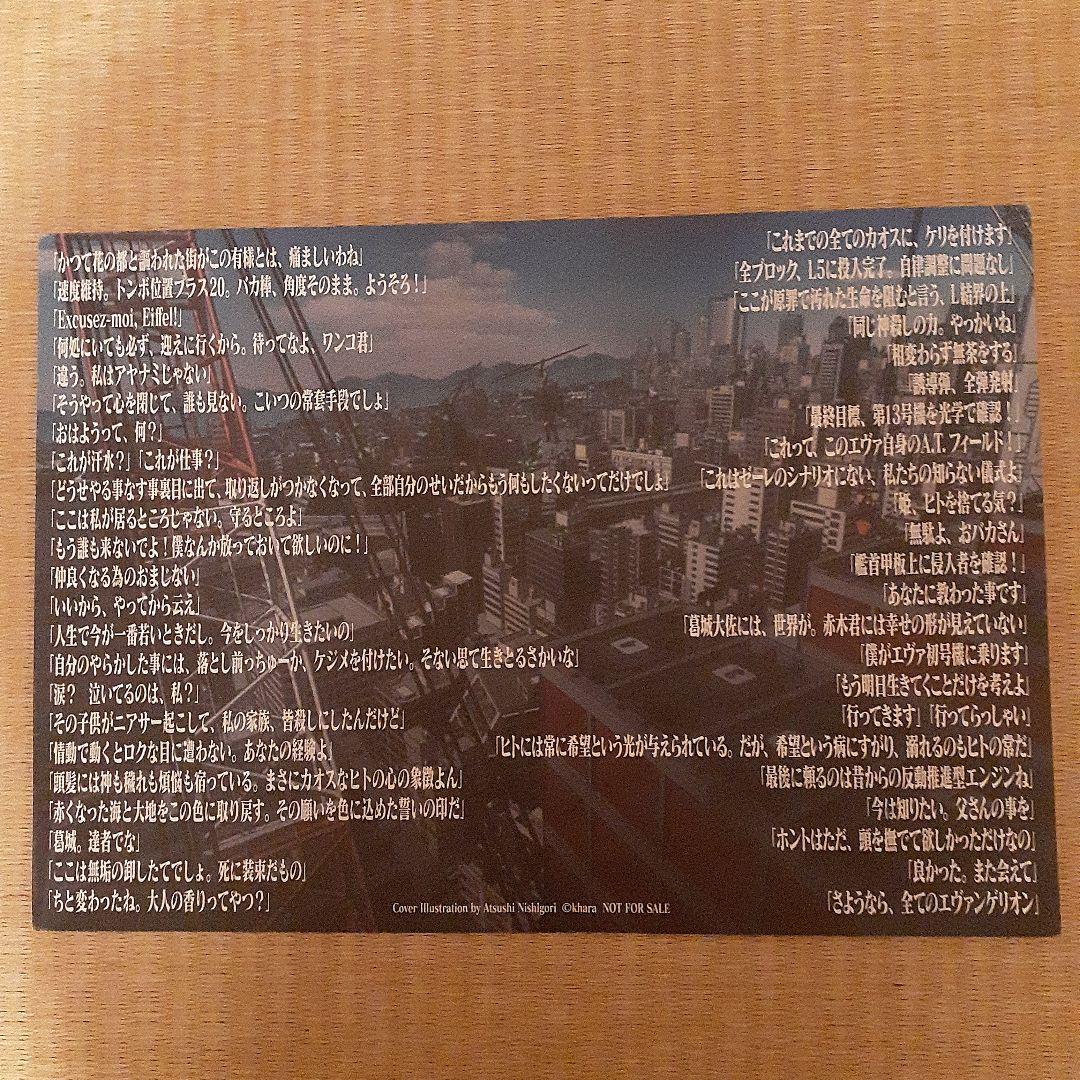 「かつて花の都と謳われた街がこの有様とは、痛ましいわね」
「速度維持。トンボ位置プラス20。バカ棒、角度そのまま。ようそろ！」
「Excusez-moi, Eiffel!」
「何処にいても必ず、迎えに行くから。待ってなよ、ワンコ君」
「違う。私はアヤナミじゃない」
「そうやって心を閉じて、誰も見ない。こいつの常套手段でしょ」
「おはようって、何？」
「これが汗水？」「これが仕事？」
「どうせやる事なす事裏目に出て、取り返しがつかなくなって、全部自分のせいだからもう何もしたくないってだけでしょ」
「ここは私が居るところじゃない。守るところよ」
「もう誰も来ないでよ！僕なんか放っておいて欲しいのに！」
「仲良くなる為のおまじない」
「いいから、やってから云え」
「人生で今が一番若いときだし。今をしっかり生きたいの」
「自分のやらかした事には、落とし前っちゅーか、ケジメを付けたい。そない思て生きとるさかいな」
「涙？　泣いてるのは、私？」
「その子供がニアサー起こして、私の家族、皆殺しにしたんだけど」
「情動で動くとロクな目に遭わない。あなたの経験よ」
「頭髪には神も穢れも煩悩も宿っている。まさにカオスなヒトの心の象徴よん」
「赤くなった海と大地をこの色に取り戻す。その願いを色に込めた誓いの印だ」
「葛城。達者でな」
「ここは無垢の卸したてでしょ。死に装束だもの」
「ちと変わったね。大人の香りってやつ？」
「これまでの全てのカオスに、ケリを付けます」
「全ブロック、L5に投入完了。自律調整に問題なし」
「ここが原罪で汚れた生命を阻むと言う、L結界の上」
「同じ神殺しの力。やっかいね」
「相変わらず無茶をする」
「誘導弾、全弾発射」
「最終目標、第13号機を光学で確認！」
「これって、このエヴァ自身のA.T.フィールド！」
「これはゼーレのシナリオにない、私たちの知らない儀式よ」
「姫、ヒトを捨てる気？」
「無駄よ、おバカさん」
「艦首甲板上に侵入者を確認！」
「あなたに教わった事です」
「葛城大佐には、世界が。赤木君には幸せの形が見えていない」
「僕がエヴァ初号機に乗ります」
「もう明日生きてくことだけを考えよ」
「行ってきます」「行ってらっしゃい」
「ヒトには常に希望という光が与えられている。だが、希望という病にすがり、溺れるのもヒトの常だ」
「最後に頼るのは昔からの反動推進型エンジンね」
「今は知りたい。父さんの事を」
「ホントはただ、頭を撫でて欲しかっただけなの」
「良かった。また会えて」
「さようなら、全てのエヴァンゲリオン」
Cover Illustration by Atsushi Nishigori ©khara NOT FOR SALE